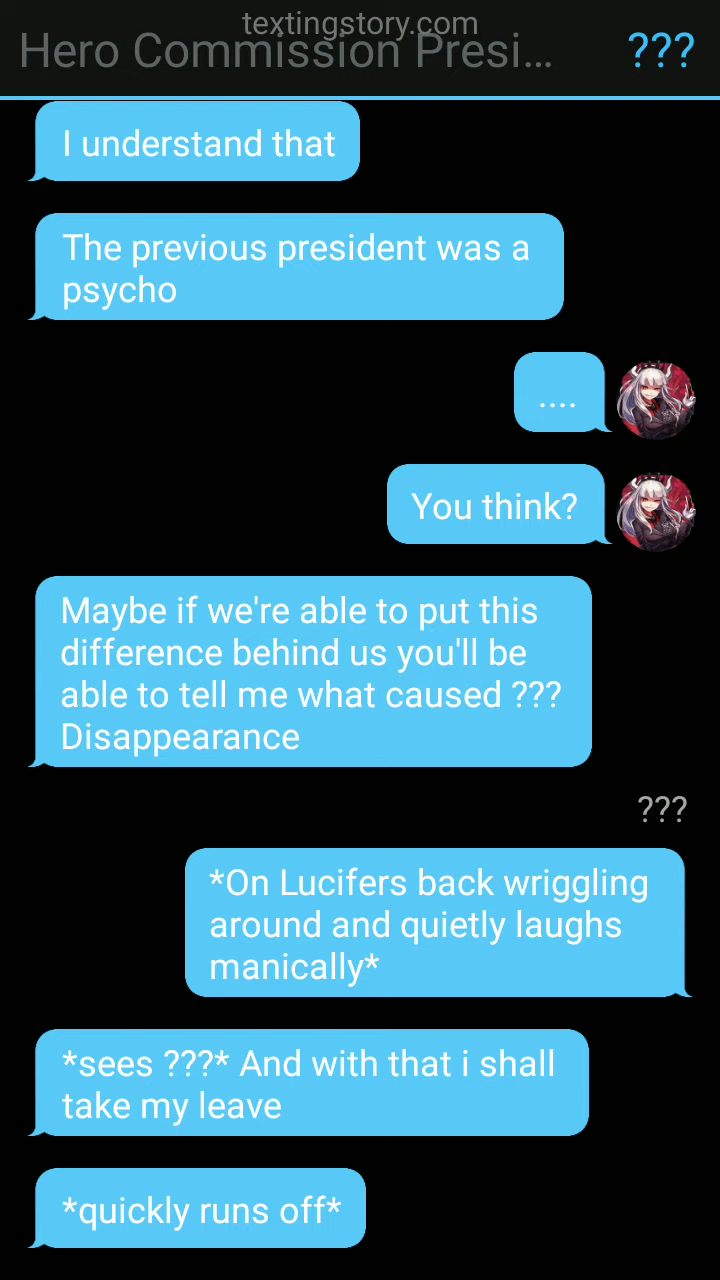 textingstory.com
Hero Commission Presi...
???
I understand that
The previous president was a
psycho
....
You think?
Maybe if we're able to put this
difference behind us you'll be
able to tell me what caused ???
Disappearance
???
*On Lucifers back wriggling
around and quietly laughs
manically*
*sees ???* And with that i shall
take my leave
*quickly runs off*